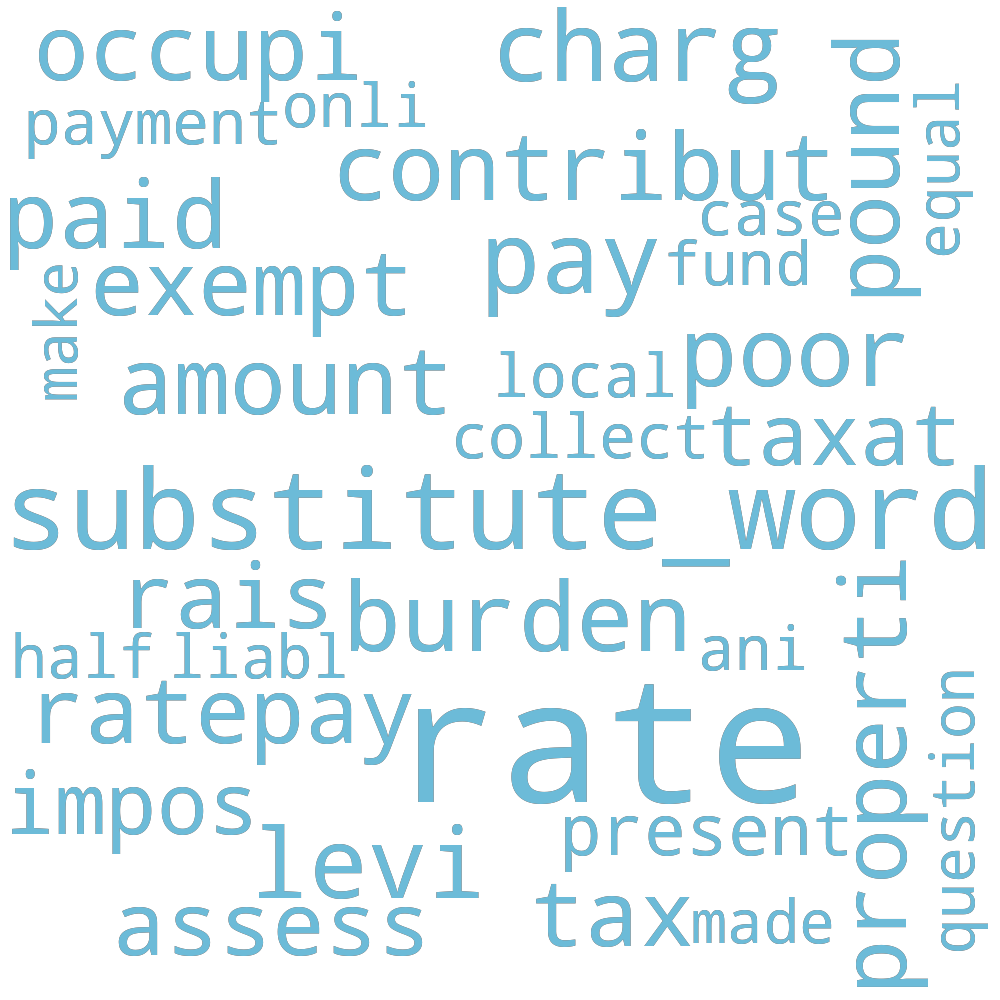 occupi
charg
pound
equal
payment
onli
contribut
case
paid
pay
fund
make
exempt
poor
amount
local
collect
taxat
substitute_word
rais
burden
properti
half
liabl
ani
ratepay
rate
question
impos
present
levi
assess
tax
made